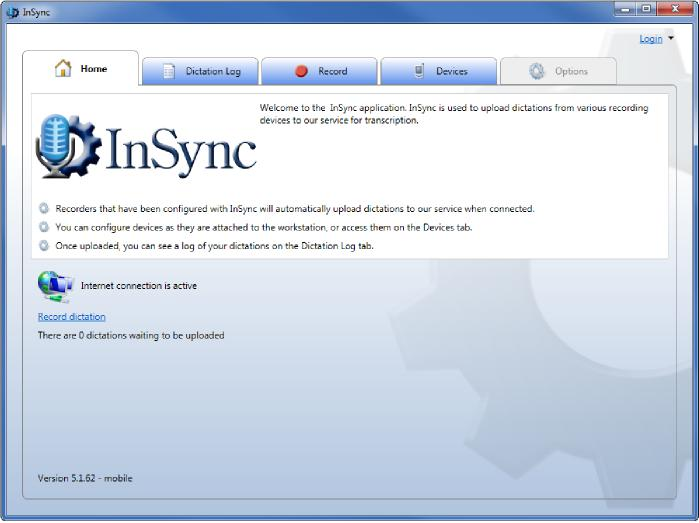 InSync
Login
Home
Dictation Log
Record
Devices
Options
Welcome to the InSync application. InSync is used to upload dictations from various recording
devices to our service for transcription.
InSync
Recorders that have been configured with InSync will automatically upload dictations to our service when connected.
You can configure devices as they are attached to the workstation, or access them on the Devices tab.
Once uploaded, you can see a log of your dictations on the Dictation Log tab.
Internet connection is active
Record dictation
There are 0 dictations waiting to be uploaded
Version 5.1.62 - mobile